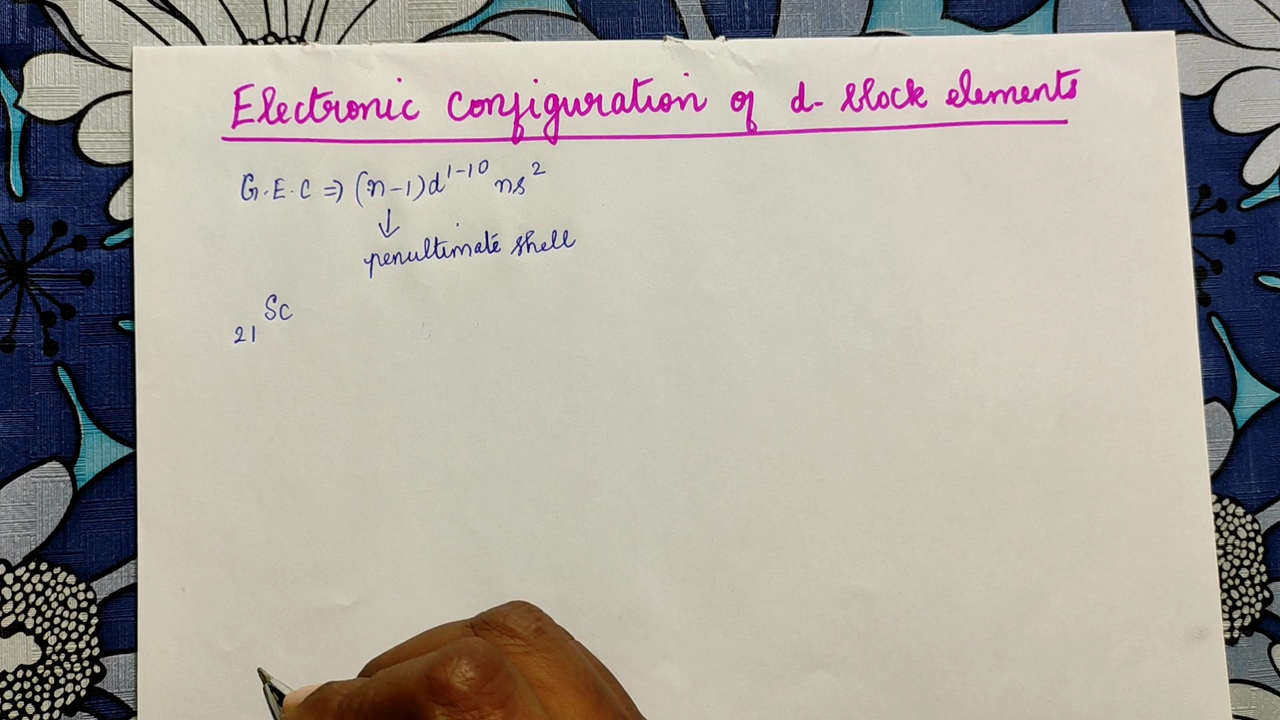 Electronic configuration of d- block elements
G.E.C ⇒ (n-1)d¹⁻¹⁰ ns²
↓
penultimate shell
₂₁Sc